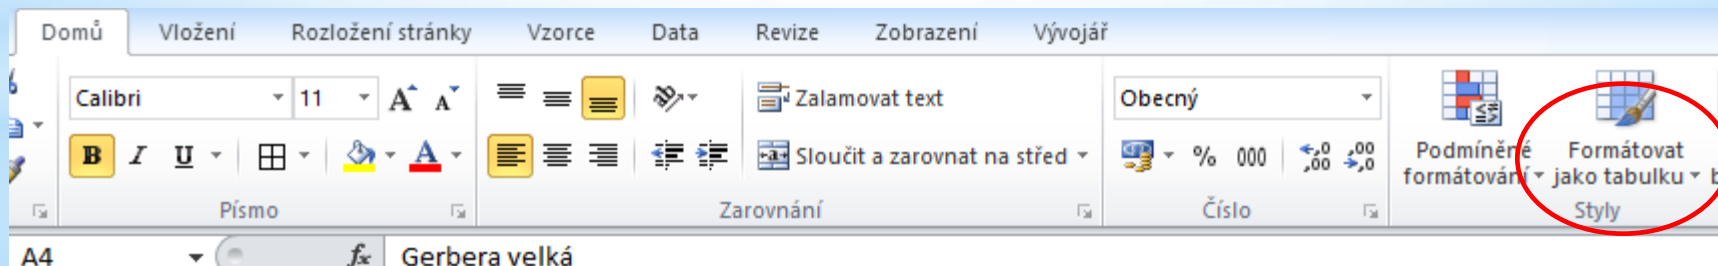 Domů Vložení Rozložení stránky Vzorce Data Revize Zobrazení Vývojář
Calibri 11 A A Zalamovat text Obecný
B I U A Sloučit a zarovnat na střed % 000 ,0 ,00 ,00 ,0
Podmíněné formátování
Formátovat jako tabulku
Písmo Zarovnání Číslo Styly
A4 fx Gerbera velká